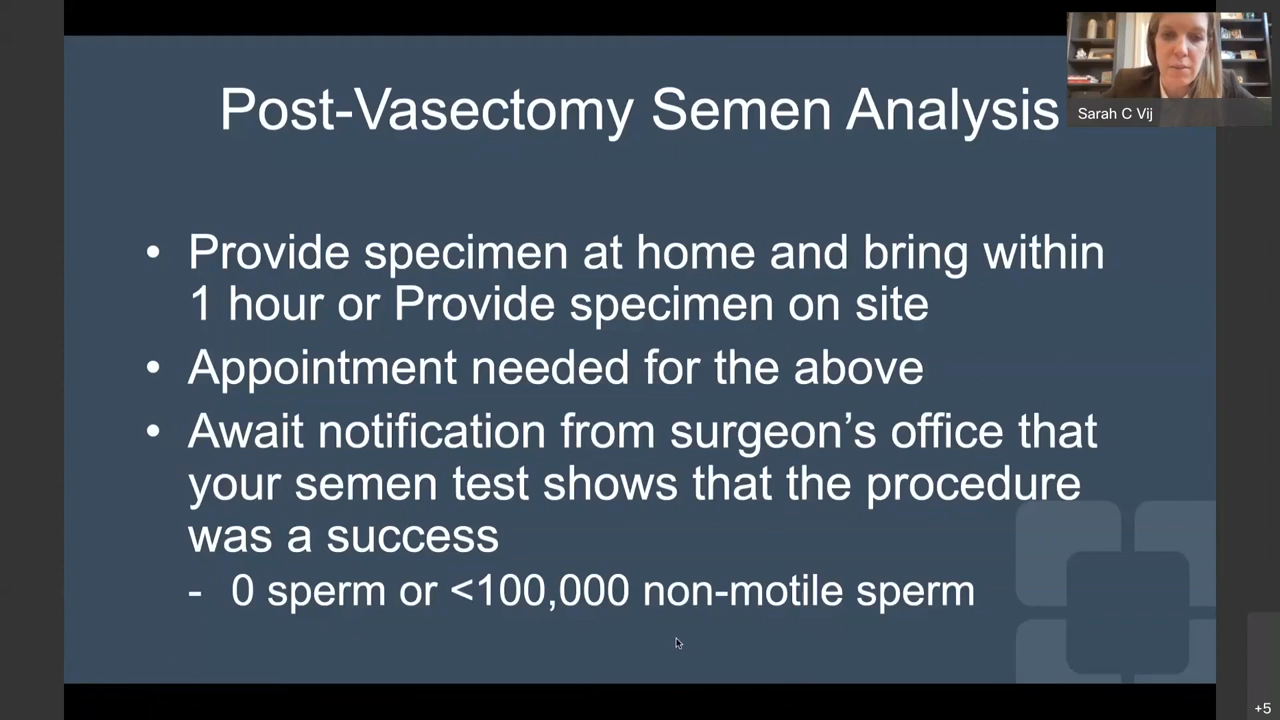 Post-Vasectomy Semen Analysis
Sarah C Vij
• Provide specimen at home and bring within
1 hour or Provide specimen on site
• Appointment needed for the above
• Await notification from surgeon’s office that
your semen test shows that the procedure
was a success
- 0 sperm or <100,000 non-motile sperm
+5